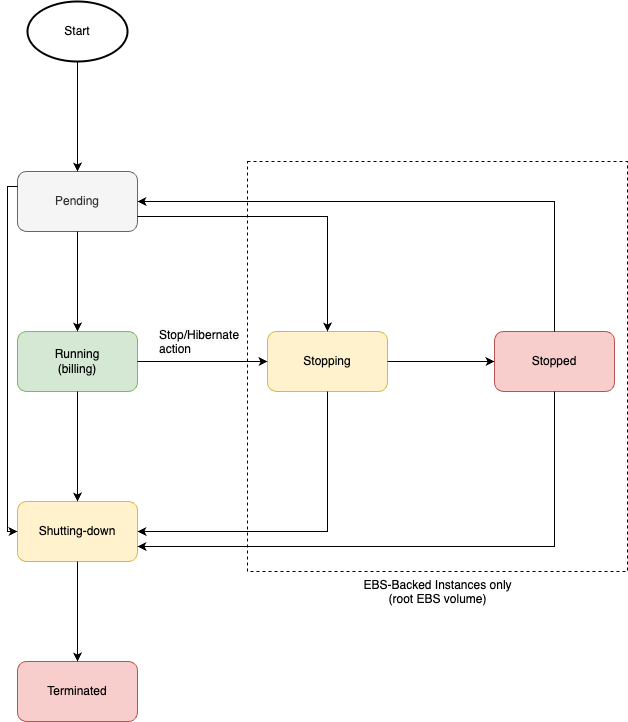 Start
Pending
Stop/Hibernate
action
Running
(billing)
Stopping
Stopped
Shutting-down
EBS-Backed Instances only
(root EBS volume)
Terminated